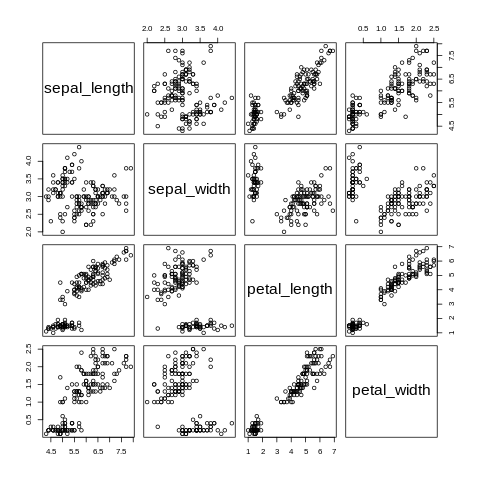 2.0 3.0 4.0
0.5 1.5 2.5
sepal_length
4.5 5.5 6.5 7.5
2.0 2.5 3.0 3.5 4.0
sepal_width
petal_length
1 2 3 4 5 6 7
0.5 1.0 1.5 2.0 2.5
petal_width
4.5 5.5 6.5 7.5
1 2 3 4 5 6 7
0.5 1.0 1.5 2.0 2.5